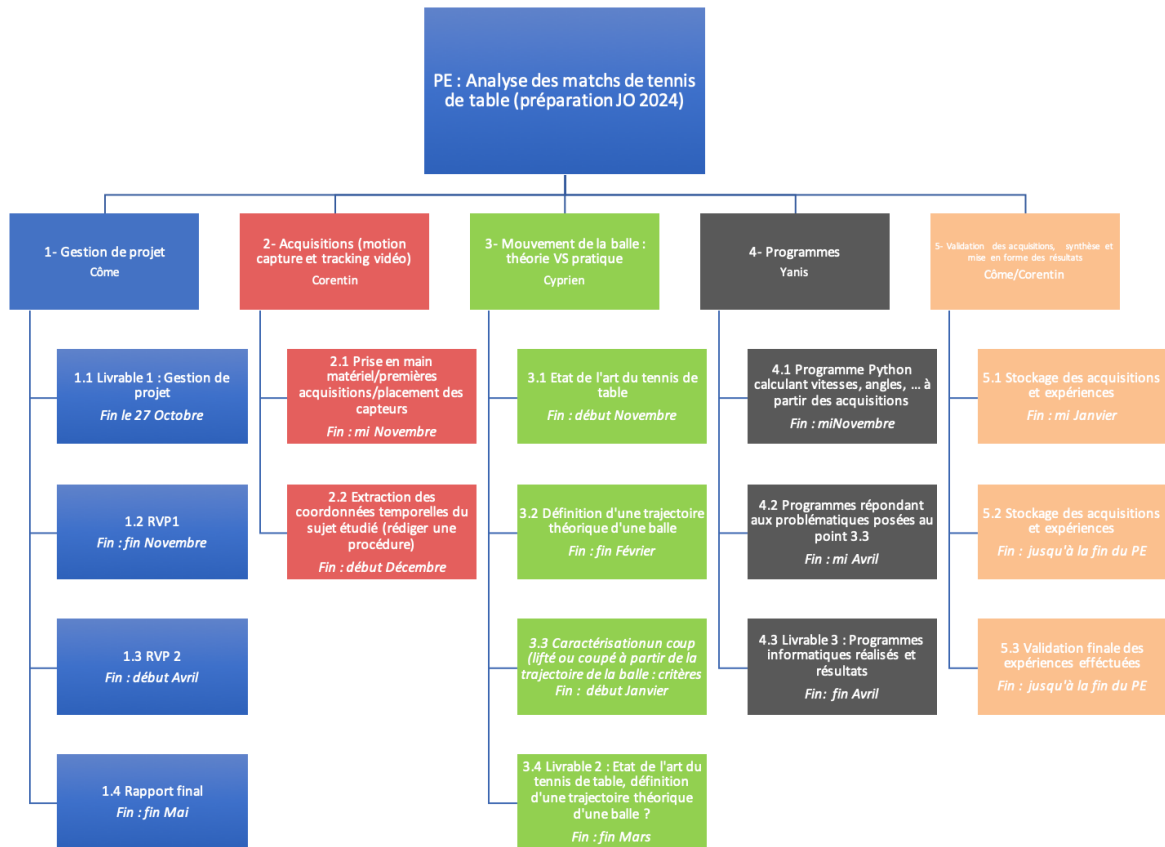 PE : Analyse des matchs de tennis
de table (préparation JO 2024)
1- Gestion de projet
Côme
1.1 Livrable 1 : Gestion de
projet
Fin le 27 Octobre
1.2 RVP1
Fin : fin Novembre
1.3 RVP 2
Fin : début Avril
1.4 Rapport final
Fin : fin Mai
2- Acquisitions (motion
capture et tracking vidéo)
Corentin
2.1 Prise en main
matériel/premières
acquisitions/placement des
capteurs
Fin : mi Novembre
2.2 Extraction des
coordonnées temporelles du
sujet étudié (rédiger une
procédure)
Fin : début Décembre
3- Mouvement de la balle :
théorie VS pratique
Cyprien
3.1 Etat de l'art du tennis de
table
Fin : début Novembre
3.2 Définition d'une trajectoire
théorique d'une balle
Fin : fin Février
3.3 Caractérisationun coup
(lifté ou coupé à partir de la
trajectoire de la balle : critères
Fin : début Janvier
3.4 Livrable 2 : Etat de l'art du
tennis de table, définition
d'une trajectoire théorique
d'une balle ?
Fin : fin Mars
4- Programmes
Yanis
4.1 Programme Python
calculant vitesses, angles, ... à
partir des acquisitions
Fin : miNovembre
4.2 Programmes répondant
aux problématiques posées au
point 3.3
Fin : mi Avril
4.3 Livrable 3 : Programmes
informatiques réalisés et
résultats
Fin: fin Avril
5- Validation des acquisitions, synthèse et
mise en forme des résultats
Côme/Corentin
5.1 Stockage des acquisitions
et expériences
Fin : mi Janvier
5.2 Stockage des acquisitions
et expériences
Fin : jusqu'à la fin du PE
5.3 Validation finale des
expériences efféctuées
Fin : jusqu'à la fin du PE